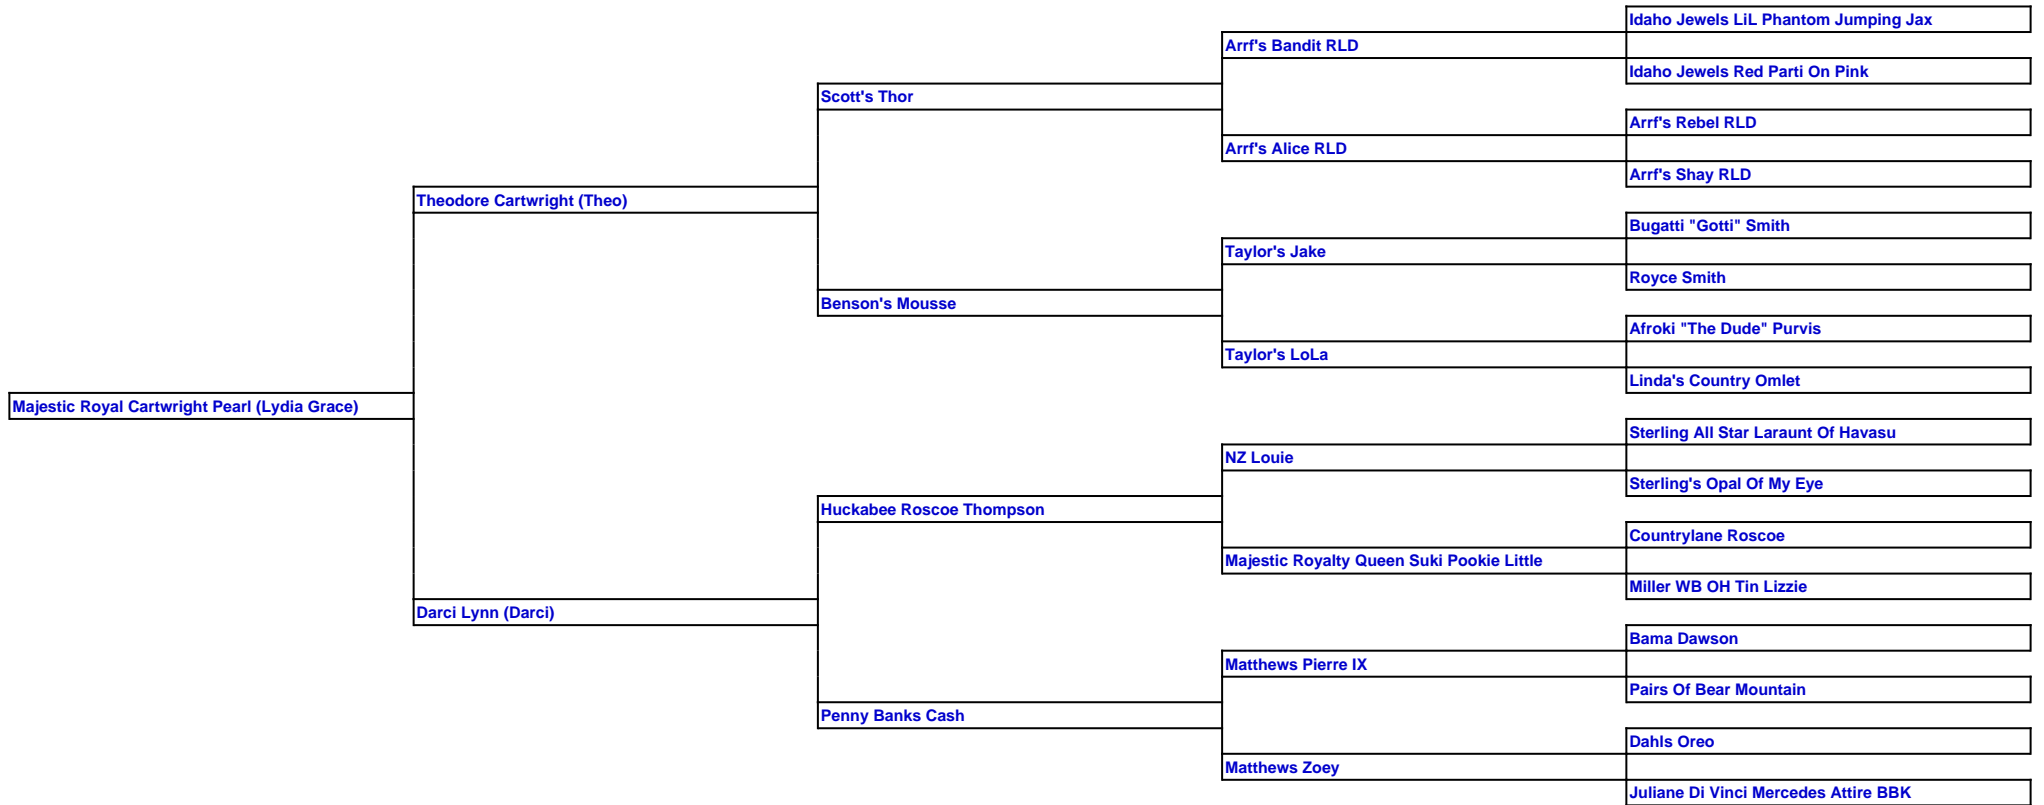 Idaho Jewels LiL Phantom Jumping Jax
Arrf's Bandit RLD
Idaho Jewels Red Parti On Pink
Scott's Thor
Arrf's Rebel RLD
Arrf's Alice RLD
Arrf's Shay RLD
Theodore Cartwright (Theo)
Bugatti "Gotti" Smith
Taylor's Jake
Royce Smith
Benson's Mousse
Afroki "The Dude" Purvis
Taylor's LoLa
Linda's Country Omlet
Majestic Royal Cartwright Pearl (Lydia Grace)
Sterling All Star Laraunt Of Havasu
NZ Louie
Sterling's Opal Of My Eye
Huckabee Roscoe Thompson
Countrylane Roscoe
Majestic Royalty Queen Suki Pookie Little
Miller WB OH Tin Lizzie
Darci Lynn (Darci)
Bama Dawson
Matthews Pierre IX
Pairs Of Bear Mountain
Penny Banks Cash
Dahls Oreo
Matthews Zoey
Juliane Di Vinci Mercedes Attire BBK